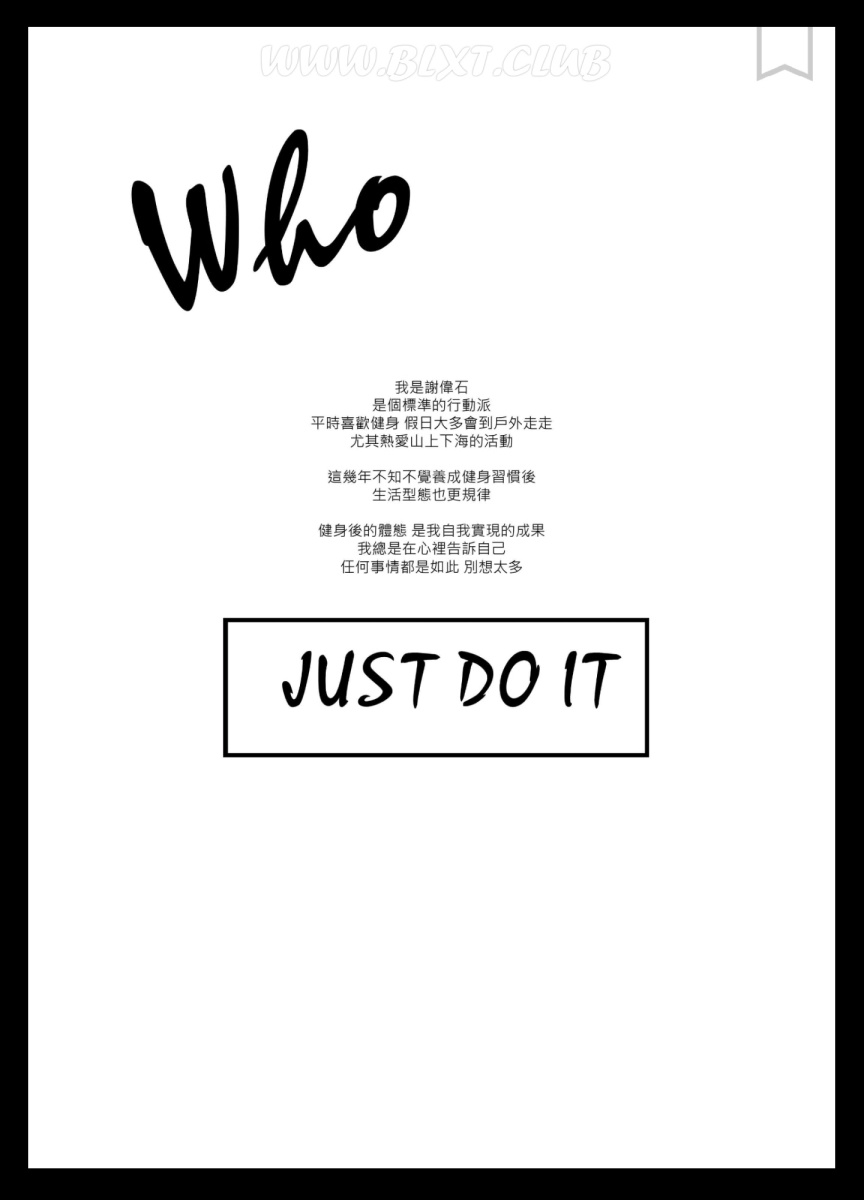 WWW.BLXT.CLUB
Who
我是謝偉石
是個標準的行動派
平時喜歡健身 假日大多會到戶外走走
尤其熱愛山上下海的活動
這幾年不知不覺養成健身習慣後
生活型態也更規律
健身後的體態 是我自我實現的成果
我總是在心裡告訴自己
任何事情都是如此 別想太多
JUST DO IT